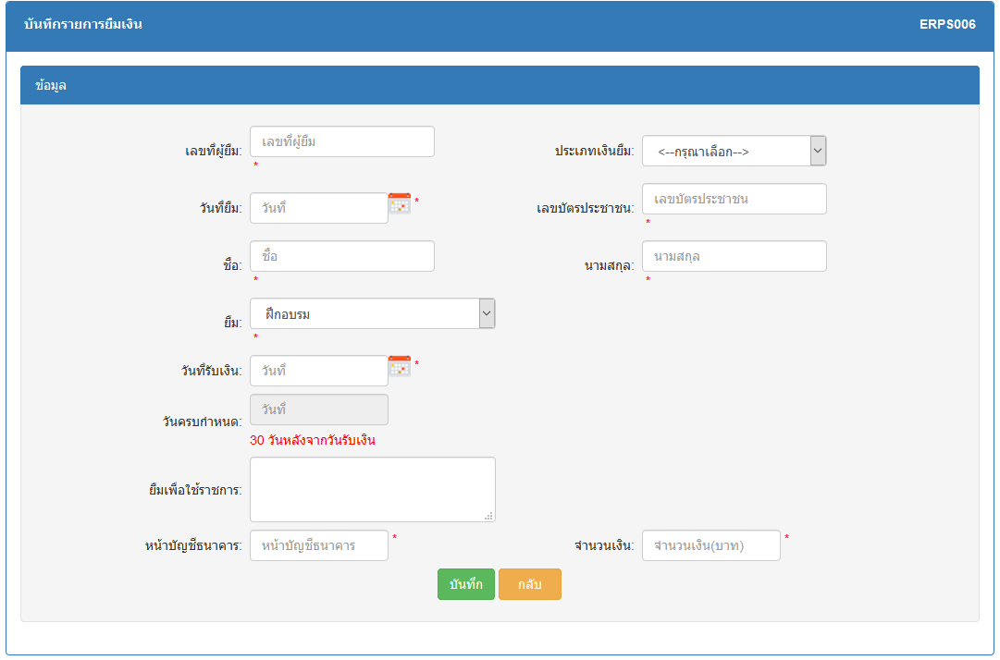 บันทึกรายการยืมเงิน ERPS006
ข้อมูล
เลขที่ผู้ยืม: เลขที่ผู้ยืม ประเภทเงินยืม: <--กรุณาเลือก-->
*
วันที่ยืม: วันที่ * เลขบัตรประชาชน: เลขบัตรประชาชน
*
ชื่อ: ชื่อ นามสกุล: นามสกุล
* *
ยืม: ฝึกอบรม
*
วันที่รับเงิน: วันที่ *
วันครบกำหนด: วันที่
30 วันหลังจากวันรับเงิน
ยืมเพื่อใช้ราชการ:
หน้าบัญชีธนาคาร: หน้าบัญชีธนาคาร * จำนวนเงิน: จำนวนเงิน(บาท) *
บันทึก กลับ